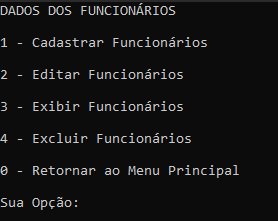 DADOS DOS FUNCIONÁRIOS
1 - Cadastrar Funcionários
2 - Editar Funcionários
3 - Exibir Funcionários
4 - Excluir Funcionários
0 - Retornar ao Menu Principal
Sua Opção: